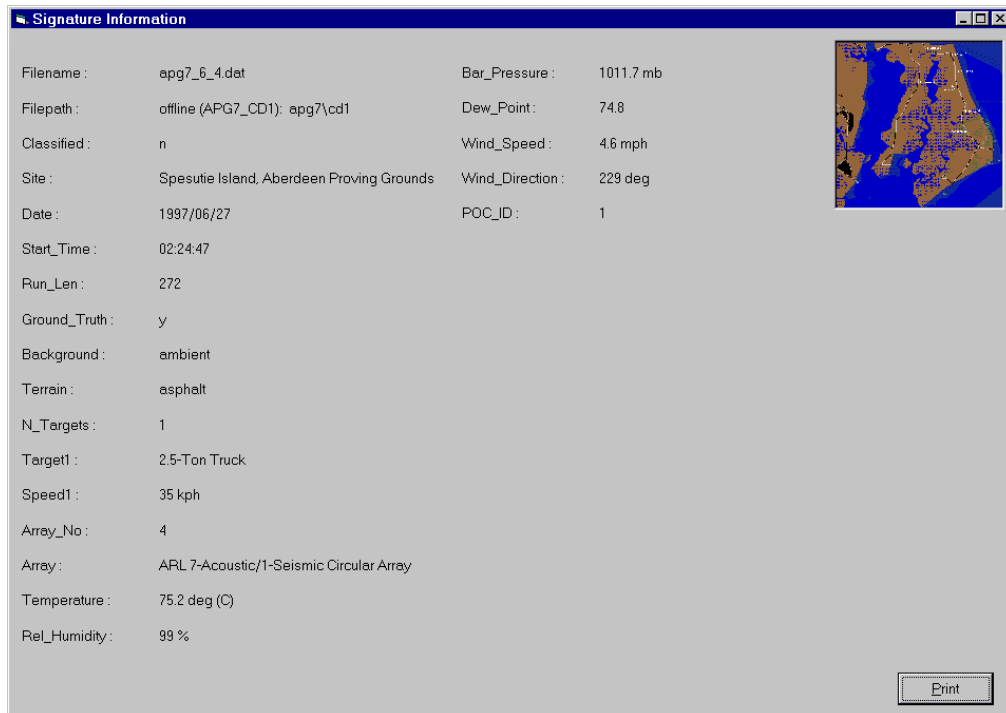 Signature Information
Filename : apg7_6_4.dat
Filepath : offline (APG7_CD1): apg7\cd1
Classified : n
Site : Spesutie Island, Aberdeen Proving Grounds
Date : 1997/06/27
Start_Time : 02:24:47
Run_Len : 272
Ground_Truth : y
Background : ambient
Terrain : asphalt
N_Targets : 1
Target1 : 2.5-Ton Truck
Speed1 : 35 kph
Array_No : 4
Array : ARL 7-Acoustic/1-Seismic Circular Array
Temperature : 75.2 deg (C)
Rel_Humidity : 99 %
Bar_Pressure : 1011.7 mb
Dew_Point : 74.8
Wind_Speed : 4.6 mph
Wind_Direction : 229 deg
POC_ID : 1
Print